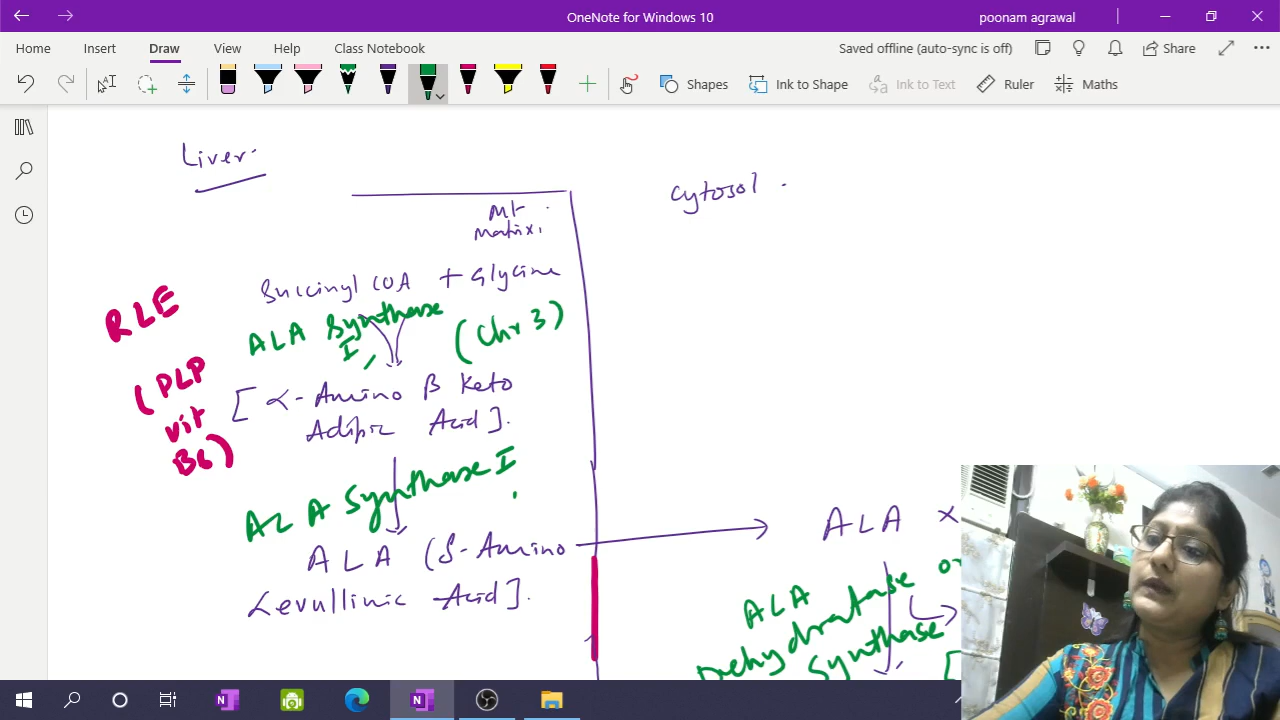 OneNote for Windows 10
poonam agrawal
Home Insert Draw View Help Class Notebook
Saved offline (auto-sync is off)
Share
Shapes
Ink to Shape
Ink to Text
Ruler
Maths
Liver
Cytosol
Mt
Matrix
Succinyl COA + Glycine
RLE
ALA Synthase
I,
(Chr 3)
(PLP
vit
B6)
[α-Amino β Keto
Adipic Acid].
ALA Synthase I
ALA (δ-Amino
Levullinic Acid].
ALA x
ALA
Dehydratase or
Synthase